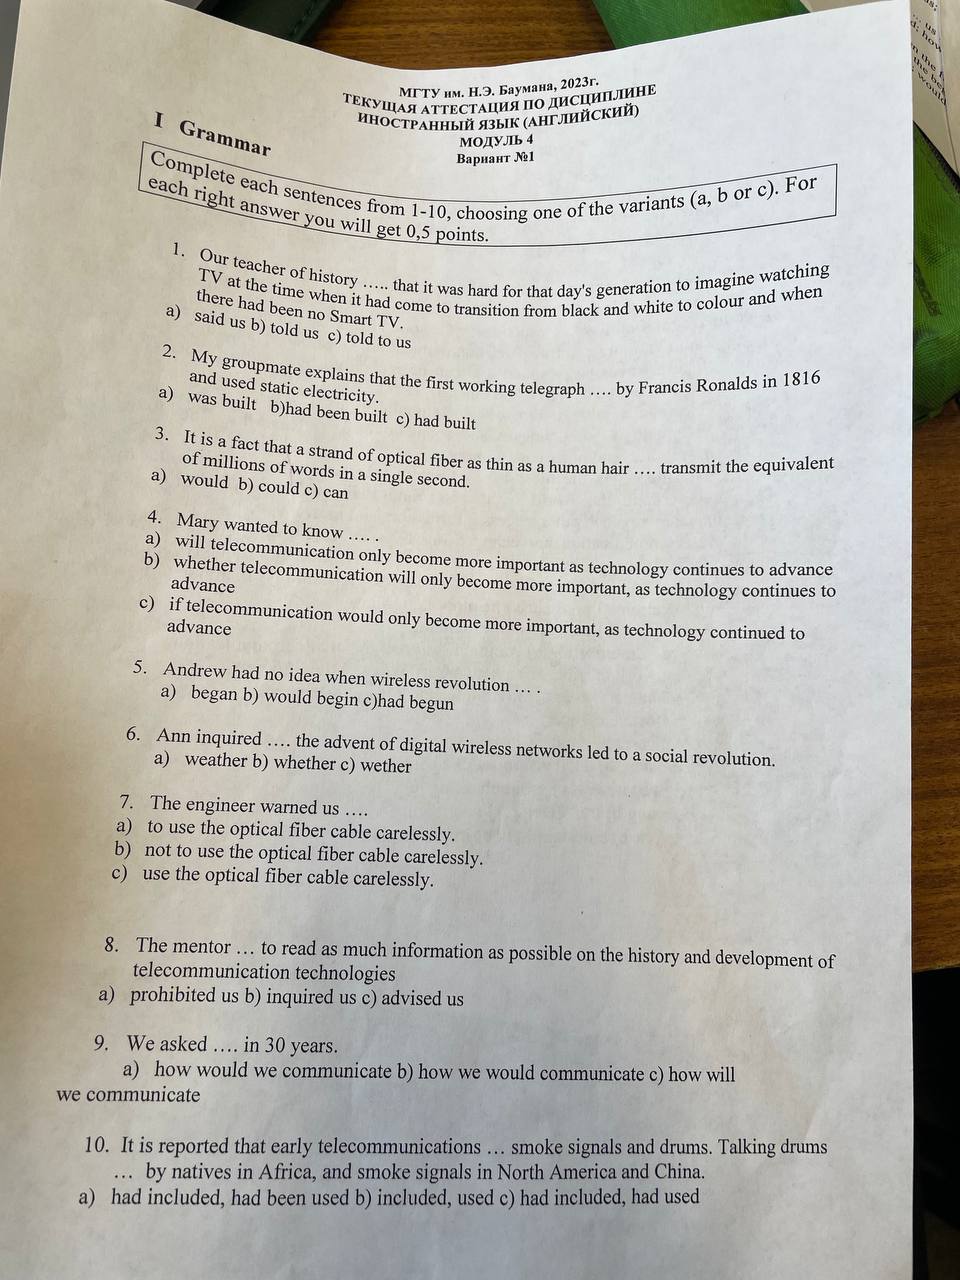 МГТУ им. Н.Э. Баумана, 2023г.
ТЕКУЩАЯ АТТЕСТАЦИЯ ПО ДИСЦИПЛИНЕ
ИНОСТРАННЫЙ ЯЗЫК (АНГЛИЙСКИЙ)
МОДУЛЬ 4
Вариант №1
I Grammar
Complete each sentences from 1-10, choosing one of the variants (a, b or c). For
each right answer you will get 0,5 points.
1. Our teacher of history ..... that it was hard for that day's generation to imagine watching
TV at the time when it had come to transition from black and white to colour and when
there had been no Smart TV.
a) said us b) told us c) told to us
2. My groupmate explains that the first working telegraph .... by Francis Ronalds in 1816
and used static electricity.
a) was built b)had been built c) had built
3. It is a fact that a strand of optical fiber as thin as a human hair .... transmit the equivalent
of millions of words in a single second.
a) would b) could c) can
4. Mary wanted to know ..... .
a) will telecommunication only become more important as technology continues to advance
b) whether telecommunication will only become more important, as technology continues to
advance
c) if telecommunication would only become more important, as technology continued to
advance
5. Andrew had no idea when wireless revolution ... .
a) began b) would begin c)had begun
6. Ann inquired .... the advent of digital wireless networks led to a social revolution.
a) weather b) whether c) wether
7. The engineer warned us ....
a) to use the optical fiber cable carelessly.
b) not to use the optical fiber cable carelessly.
c) use the optical fiber cable carelessly.
8. The mentor ... to read as much information as possible on the history and development of
telecommunication technologies
a) prohibited us b) inquired us c) advised us
9. We asked .... in 30 years.
a) how would we communicate b) how we would communicate c) how will
we communicate
10. It is reported that early telecommunications ... smoke signals and drums. Talking drums
... by natives in Africa, and smoke signals in North America and China.
a) had included, had been used b) included, used c) had included, had used